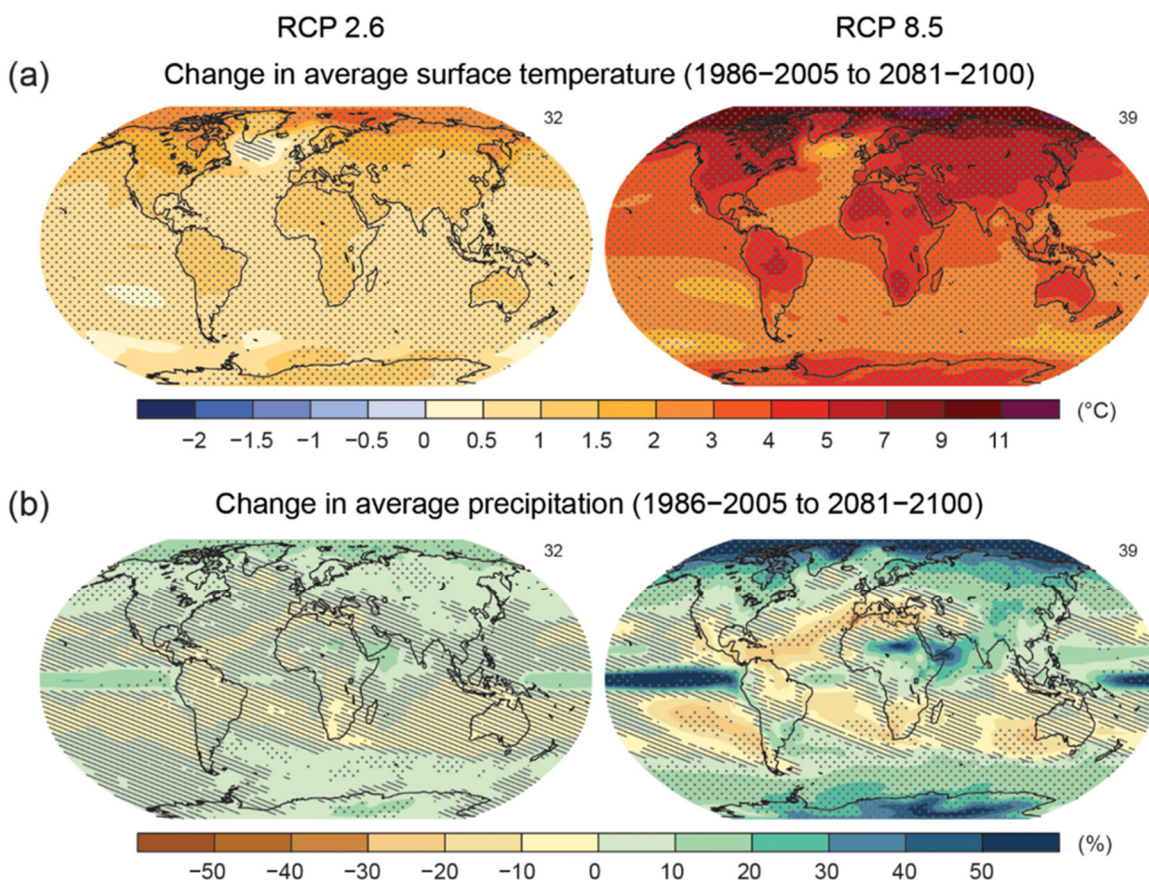 RCP 2.6 RCP 8.5
(a) Change in average surface temperature (1986−2005 to 2081−2100)
32 39
−2 −1.5 −1 −0.5 0 0.5 1 1.5 2 3 4 5 7 9 11 (°C)
(b) Change in average precipitation (1986−2005 to 2081−2100)
32 39
−50 −40 −30 −20 −10 0 10 20 30 40 50 (%)